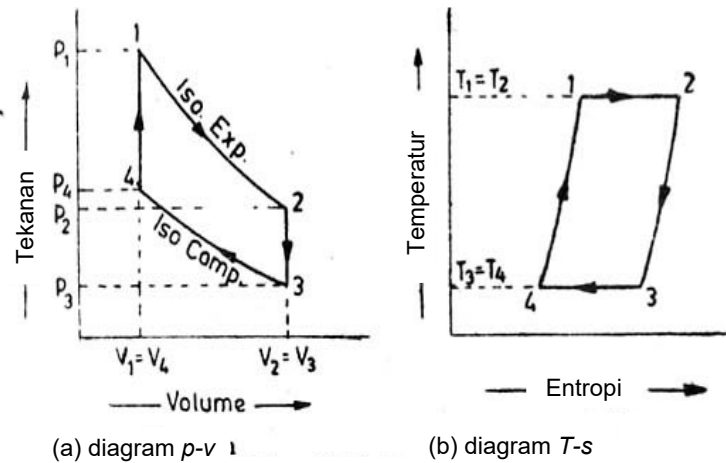 P₁
P₄
P₂
P₃
Tekanan
1
2
3
4
Iso. Exp.
Iso Comp.
V₁ = V₄
V₂ = V₃
Volume
(a) diagram p-v
Temperatur
T₁ = T₂
T₃ = T₄
1
2
3
4
Entropi
(b) diagram T-s